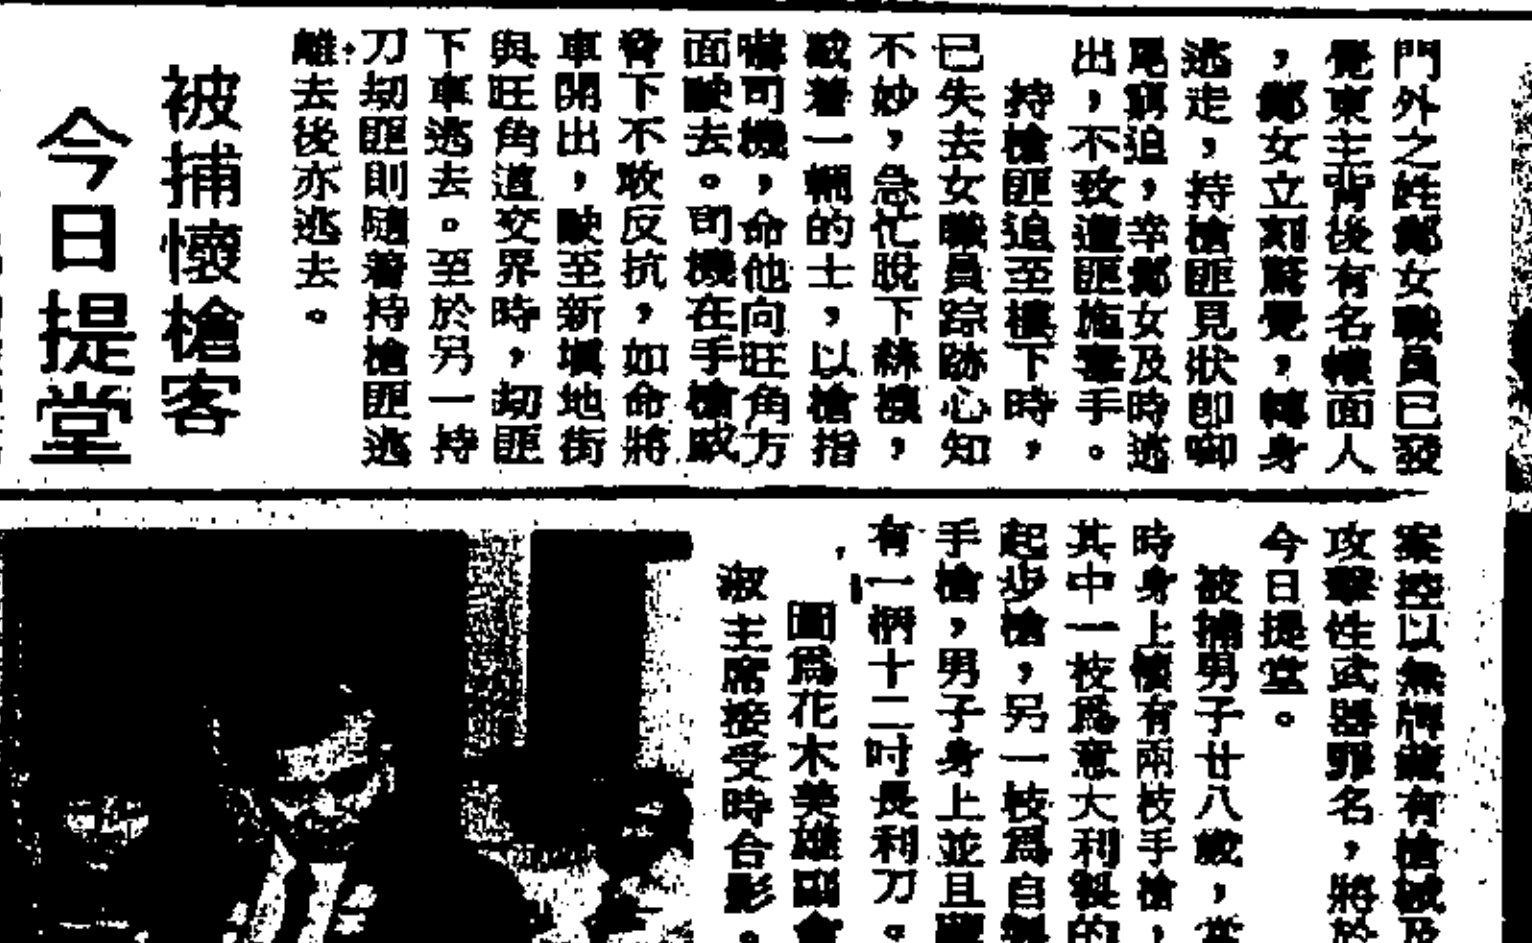 門外之姓鄭女職員已發
覺東主背後有名幪面人
，鄭女立刻驚覺，轉身
逃走，持槍匪見狀即啣
尾窮追，幸鄭女及時逃
出，不致遭匪施毒手。
持槍匪追至樓下時，
已失去女職員踪跡心知
不妙，急忙脫下絲襪，
截着一輛的士，以槍指
嚇司機，命他向旺角方
面駛去。司機在手槍威
脅下不敢反抗，如命將
車開出，駛至新填地街
與旺角道交界時，刼匪
下車逃去。至於另一持
刀刼匪則隨著持槍匪逃
離去後亦逃去。
被捕懷槍客
今日提堂
案控以無牌藏有槍械及
攻擊性武器罪名，將於
今日提堂。
被捕男子廿八歲，當
時身上懷有兩枝手槍，
其中一枝爲意大利製的
起步槍，另一枝爲自製
手槍，男子身上並且藏
有一柄十二吋長利刀。
圖爲花木美雄副會
淑主席接受時合影。